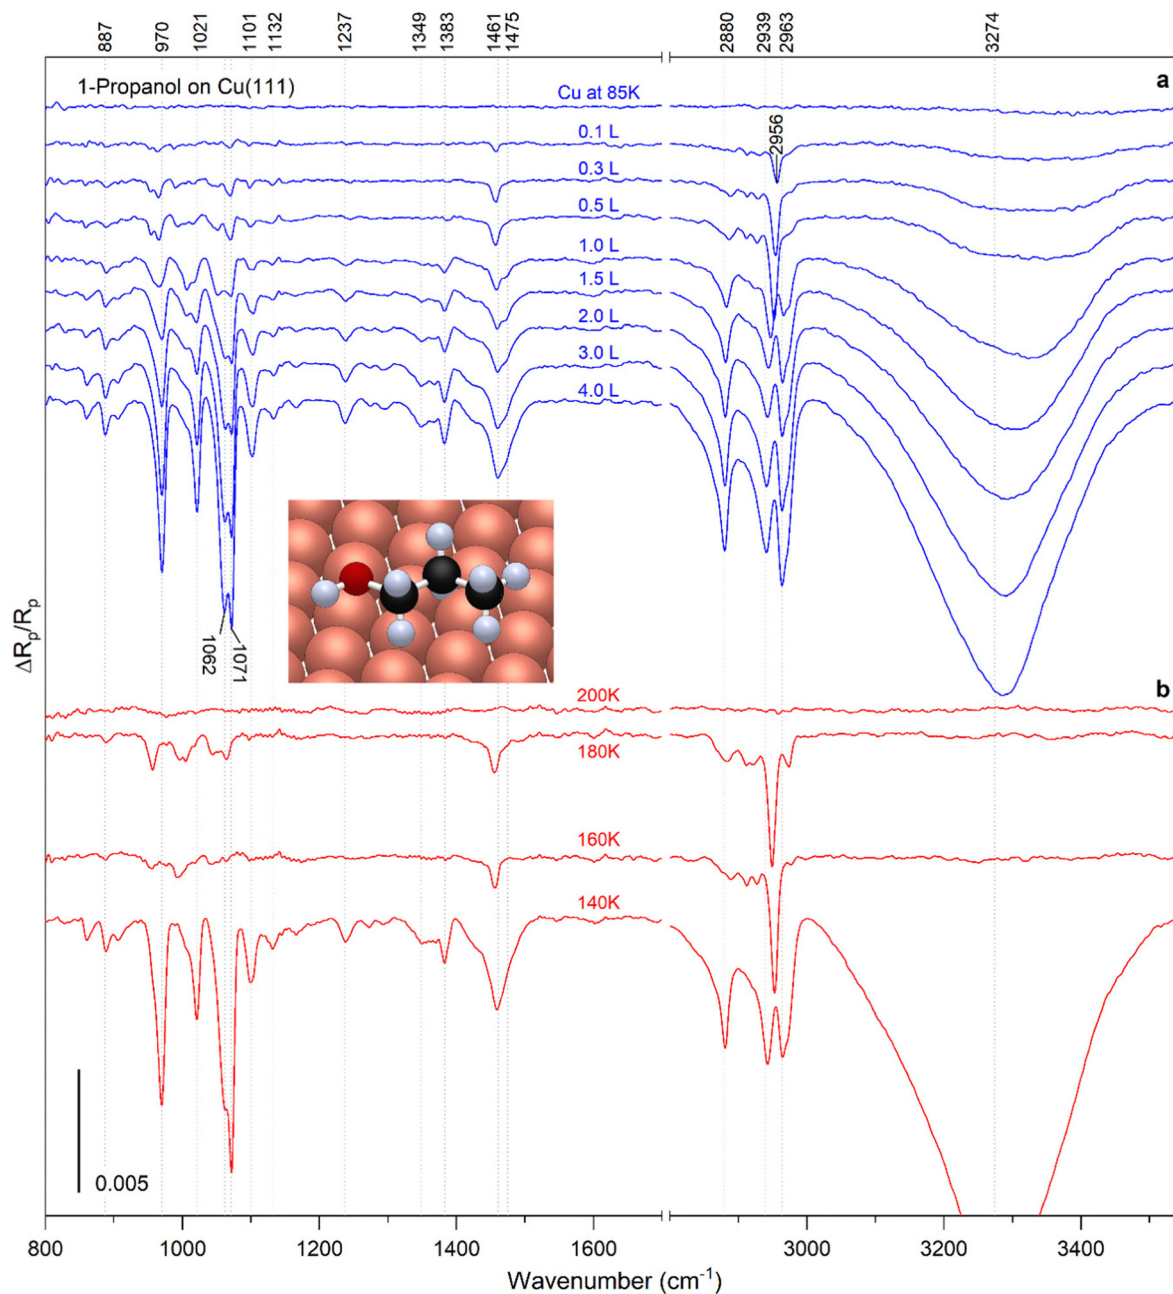 887 970 1021 1101 1132 1237 1349 1383 1461 1475 2880 2939 2963 3274
1-Propanol on Cu(111)
a
Cu at 85K
0.1 L
2956
0.3 L
0.5 L
1.0 L
1.5 L
2.0 L
3.0 L
4.0 L
1062 1071
ΔRp/Rp
b
200K
180K
160K
140K
0.005
800 1000 1200 1400 1600 3000 3200 3400
Wavenumber (cm⁻¹)